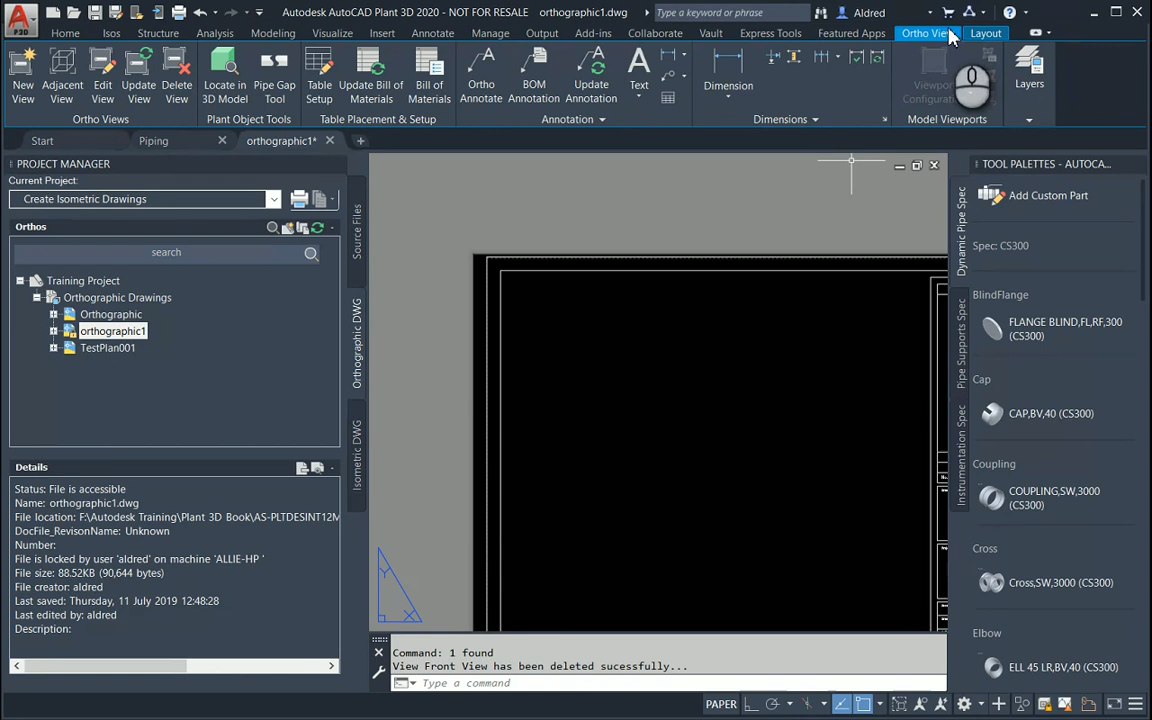 Autodesk AutoCAD Plant 3D 2020 - NOT FOR RESALE orthographic1.dwg
Type a keyword or phrase
Aldred
P3D
Home Isos Structure Analysis Modeling Visualize Insert Annotate Manage Output Add-ins Collaborate Vault Express Tools Featured Apps Ortho View Layout
New View
Adjacent View
Edit View
Update View
Delete View
Locate in 3D Model
Pipe Gap Tool
Table Setup
Update Bill of Materials
Bill of Materials
Ortho Annotate
BOM Annotation
Update Annotation
Text
Dimension
Layers
Ortho Views
Plant Object Tools
Table Placement & Setup
Annotation
Dimensions
Model Viewports
Start
Piping
orthographic1*
PROJECT MANAGER
Current Project:
Create Isometric Drawings
Orthos
search
Training Project
Orthographic Drawings
Orthographic
orthographic1
TestPlan001
Source Files
Orthographic DWG
Isometric DWG
Details
Status: File is accessible
Name: orthographic1.dwg
File location: F:\Autodesk Training\Plant 3D Book\AS-PLTDESINT12M
DocFile_RevisonName: Unknown
Number:
File is locked by user 'aldred' on machine 'ALLIE-HP '
File size: 88.52KB (90,644 bytes)
File creator: aldred
Last saved: Thursday, 11 July 2019 12:48:28
Last edited by: aldred
Description:
Y
X
Command: 1 found
View Front View has been deleted sucessfully...
Type a command
TOOL PALETTES - AUTOCA...
Dynamic Pipe Spec
Pipe Supports Spec
Instrumentation Spec
Add Custom Part
Spec: CS300
BlindFlange
FLANGE BLIND,FL,RF,300
(CS300)
Cap
CAP,BV,40 (CS300)
Coupling
COUPLING,SW,3000
(CS300)
Cross
Cross,SW,3000 (CS300)
Elbow
ELL 45 LR,BV,40 (CS300)
PAPER